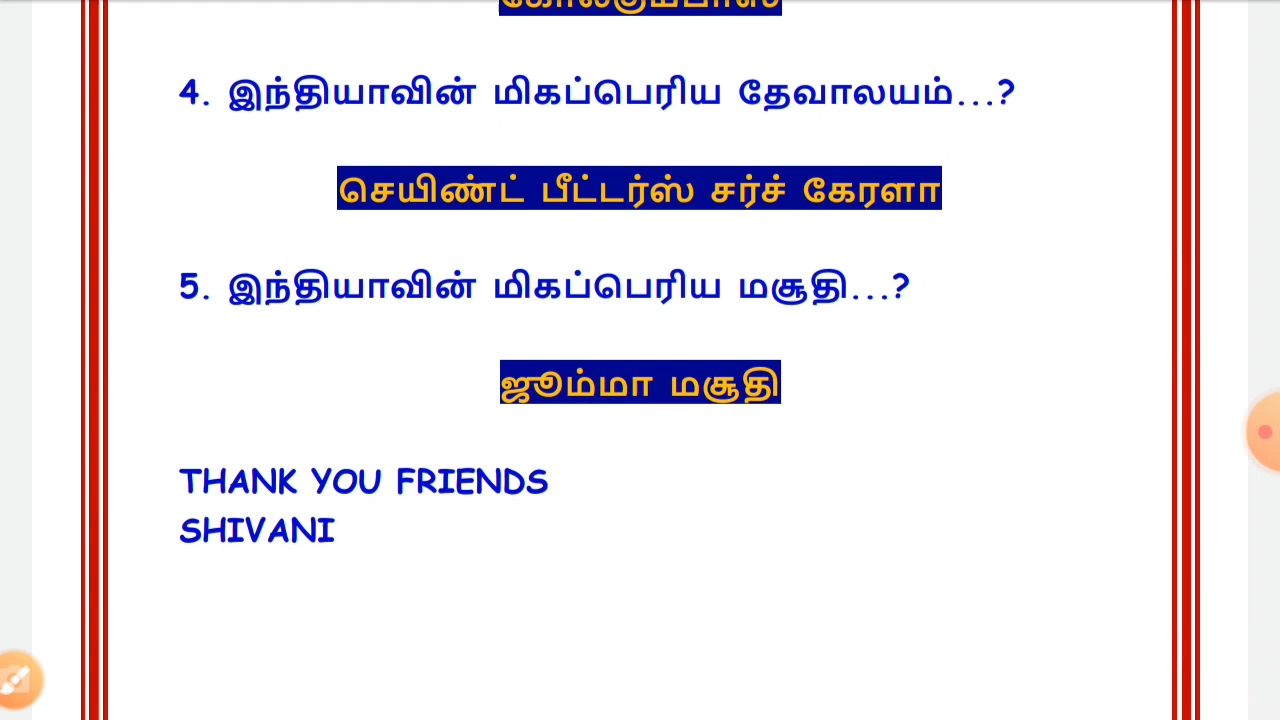 4. இந்தியாவின் மிகப்பெரிய தேவாலயம்...?
செயிண்ட் பீட்டர்ஸ் சர்ச் கேரளா
5. இந்தியாவின் மிகப்பெரிய மசூதி...?
ஜூம்மா மசூதி
THANK YOU FRIENDS
SHIVANI